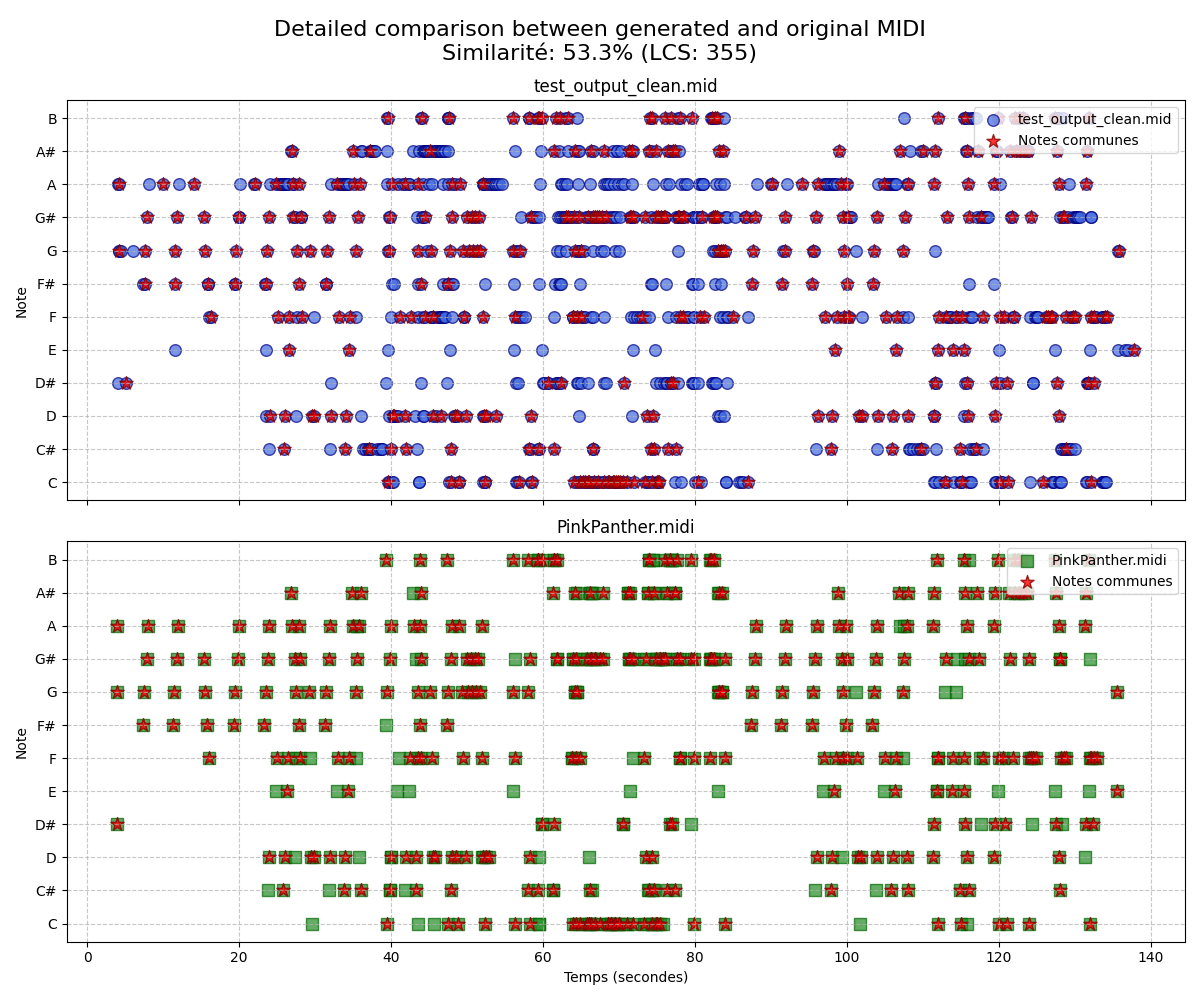 Detailed comparison between generated and original MIDI
Similarité: 53.3% (LCS: 355)
test_output_clean.mid
B
A#
A
G#
G
F#
F
E
D#
D
C#
C
Note
test_output_clean.mid
Notes communes
PinkPanther.midi
B
A#
A
G#
G
F#
F
E
D#
D
C#
C
Note
PinkPanther.midi
Notes communes
0 20 40 60 80 100 120 140
Temps (secondes)